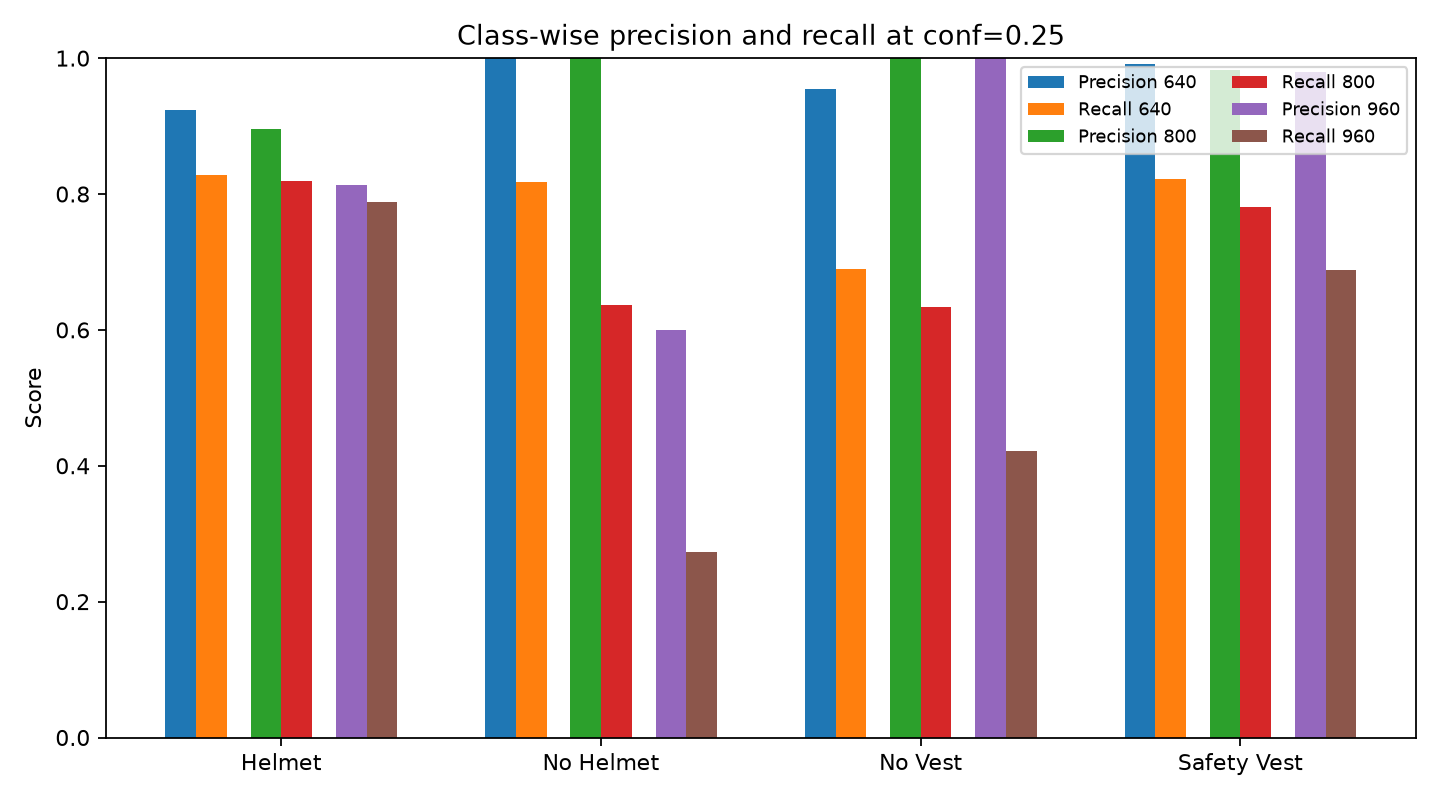 Class-wise precision and recall at conf=0.25
Score
1.0
0.8
0.6
0.4
0.2
0.0
Precision 640
Recall 640
Precision 800
Recall 800
Precision 960
Recall 960
Helmet
No Helmet
No Vest
Safety Vest